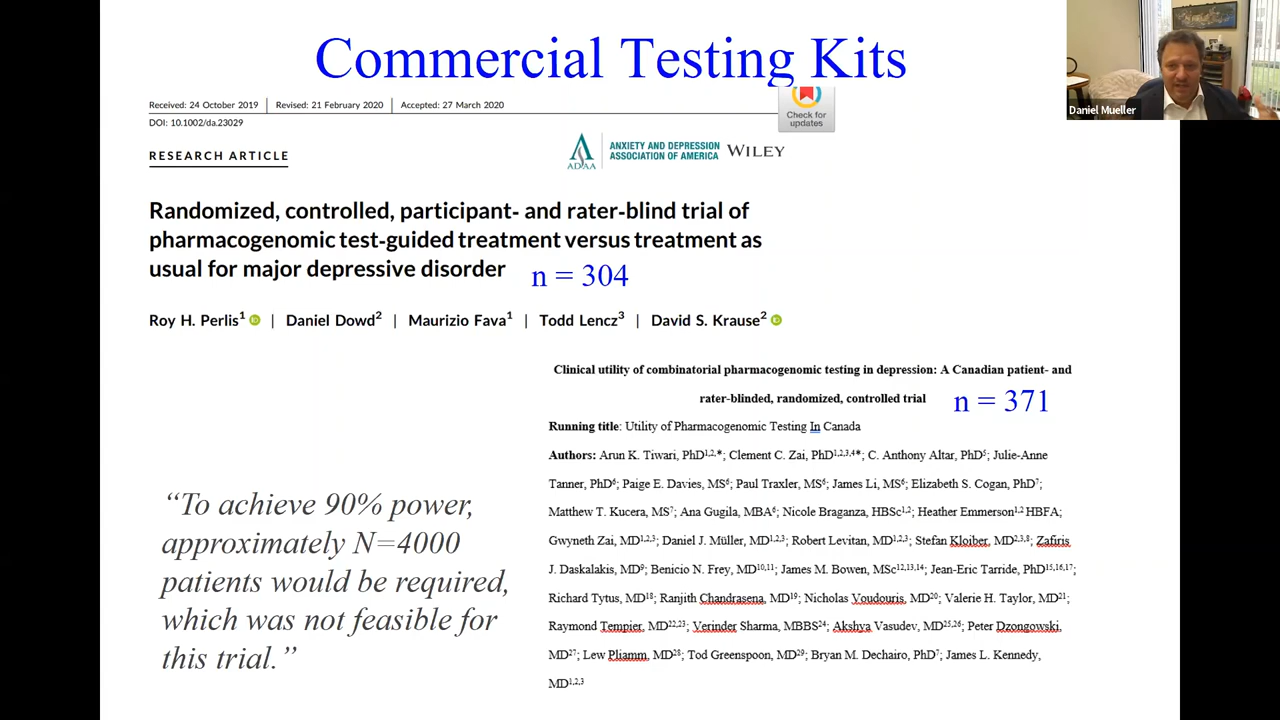 Commercial Testing Kits
Daniel Mueller
Received: 24 October 2019 | Revised: 21 February 2020 | Accepted: 27 March 2020
DOI: 10.1002/da.23029
Check for
updates
RESEARCH ARTICLE
ADAA
ANXIETY AND DEPRESSION
ASSOCIATION OF AMERICA
WILEY
Randomized, controlled, participant- and rater-blind trial of
pharmacogenomic test-guided treatment versus treatment as
usual for major depressive disorder
n = 304
Roy H. Perlis1 iD | Daniel Dowd2 | Maurizio Fava1 | Todd Lencz3 | David S. Krause2 iD
Clinical utility of combinatorial pharmacogenomic testing in depression: A Canadian patient- and
rater-blinded, randomized, controlled trial
n = 371
Running title: Utility of Pharmacogenomic Testing In Canada
Authors: Arun K. Tiwari, PhD1,2,*; Clement C. Zai, PhD1,2,3,4*; C. Anthony Altar, PhD5; Julie-Anne
Tanner, PhD6; Paige E. Davies, MS6; Paul Traxler, MS6; James Li, MS6; Elizabeth S. Cogan, PhD7;
Matthew T. Kucera, MS7; Ana Gugila, MBA6; Nicole Braganza, HBSc1,2; Heather Emmerson1,2 HBFA;
Gwyneth Zai, MD1,2,3; Daniel J. Müller, MD1,2,3; Robert Levitan, MD1,2,3; Stefan Kloiber, MD2,3,8; Zafiris
J. Daskalakis, MD9; Benicio N. Frey, MD10,11; James M. Bowen, MSc12,13,14; Jean-Eric Tarride, PhD15,16,17;
Richard Tytus, MD18; Ranjith Chandrasena, MD19; Nicholas Voudouris, MD20; Valerie H. Taylor, MD21;
Raymond Tempier, MD22,23; Verinder Sharma, MBBS24; Akshya Vasudev, MD25,26; Peter Dzongowski,
MD27; Lew Pliamm, MD28; Tod Greenspoon, MD29; Bryan M. Dechairo, PhD7; James L. Kennedy,
MD1,2,3
“To achieve 90% power,
approximately N=4000
patients would be required,
which was not feasible for
this trial.”